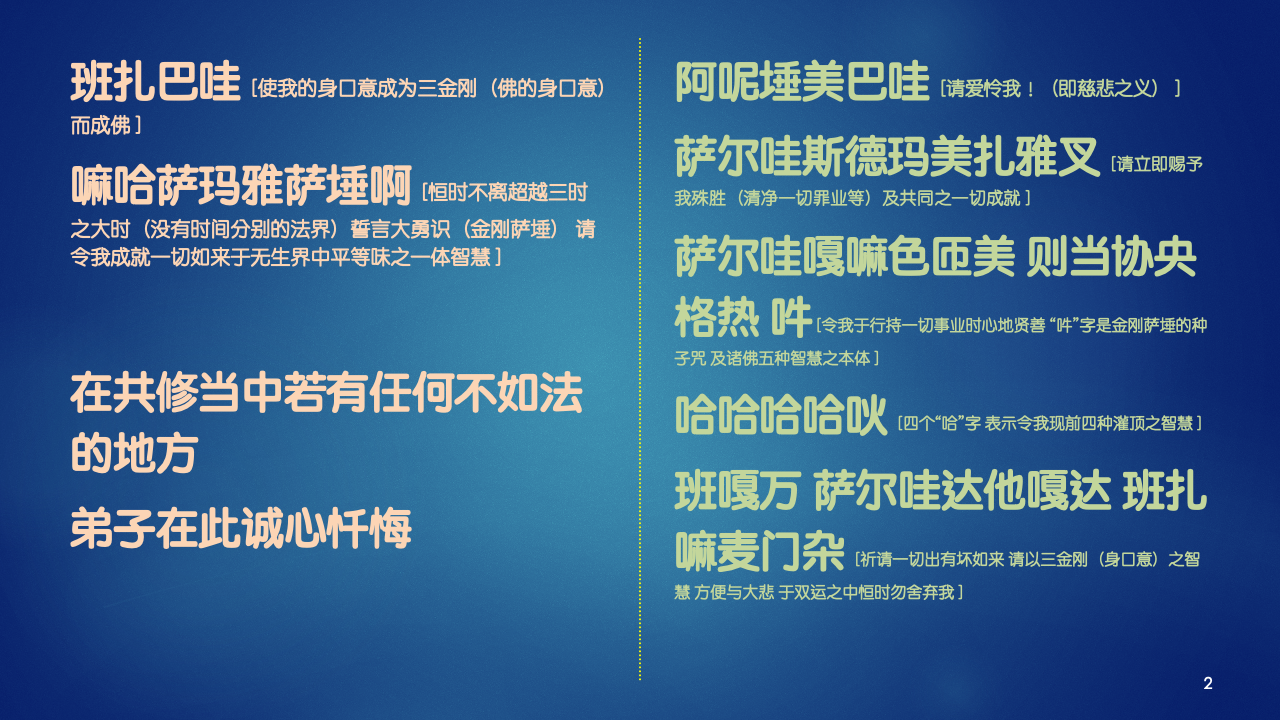 班扎巴哇 [使我的身口意成为三金刚（佛的身口意）
而成佛 ]
嘛哈萨玛雅萨埵啊 [恒时不离超越三时
之大时（没有时间分别的法界）誓言大勇识（金刚萨埵） 请
令我成就一切如来于无生界中平等味之一体智慧 ]
在共修当中若有任何不如法
的地方
弟子在此诚心忏悔
阿呢埵美巴哇 [请爱怜我 ！（即慈悲之义） ]
萨尔哇斯德玛美扎雅叉 [请立即赐予
我殊胜（清净一切罪业等）及共同之一切成就 ]
萨尔哇嘎嘛色匝美 则当协央
格热 吽 [令我于行持一切事业时心地贤善 “吽”字是金刚萨埵的种
子咒 及诸佛五种智慧之本体 ]
哈哈哈哈吙 [四个“哈”字 表示令我现前四种灌顶之智慧 ]
班嘎万 萨尔哇达他嘎达 班扎
嘛麦门杂 [祈请一切出有坏如来 请以三金刚（身口意）之智
慧 方便与大悲 于双运之中恒时勿舍弃我 ]
2